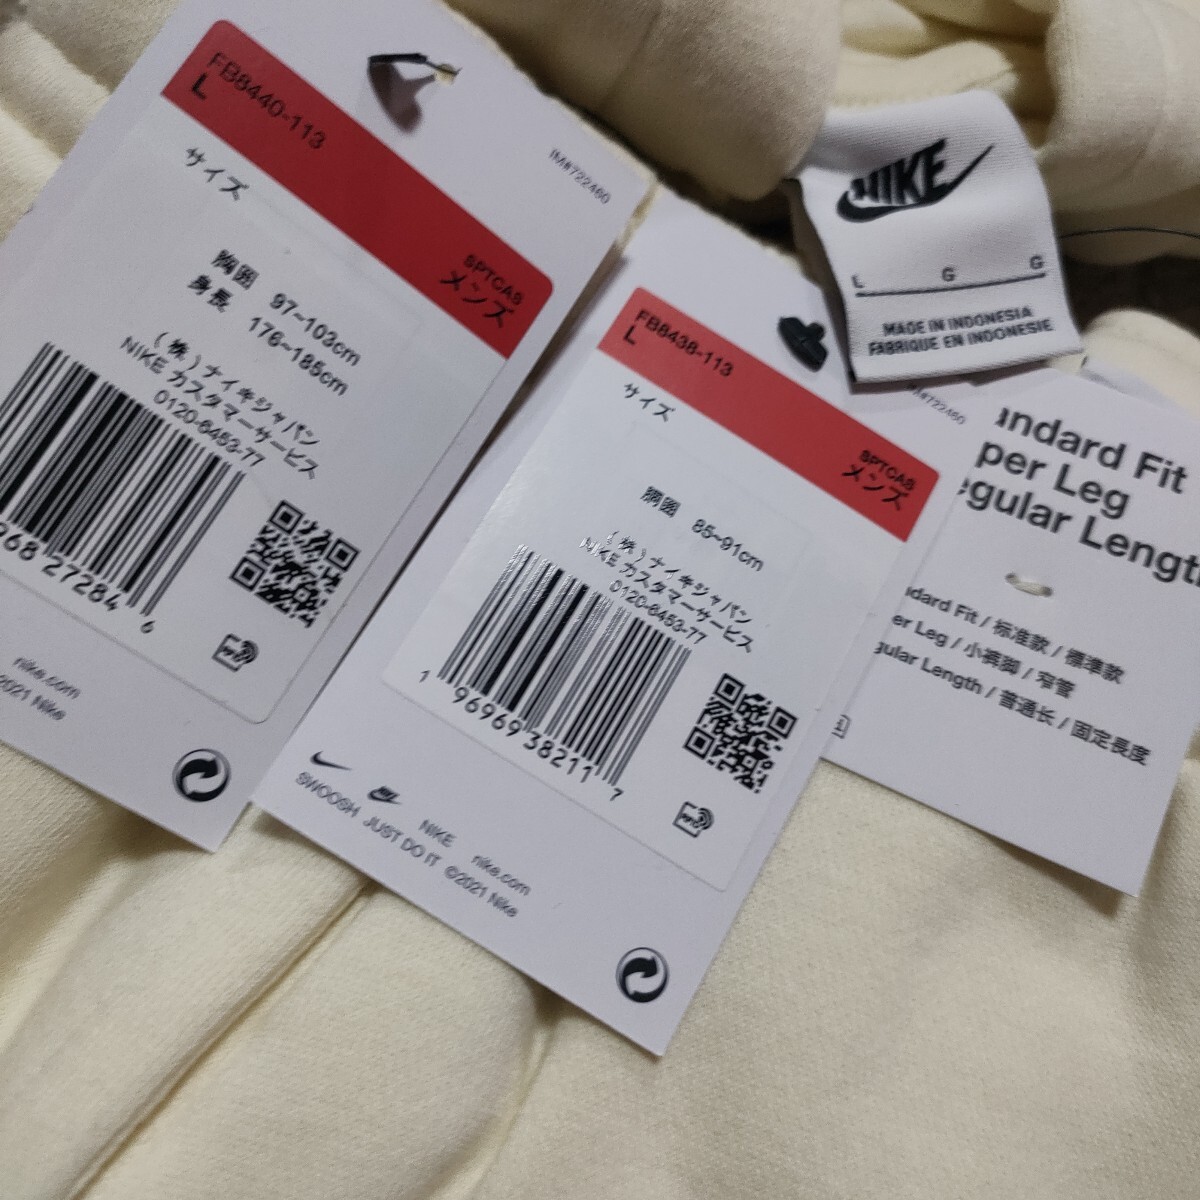 FB8440-113
L
IM#722460
サイズ
SPTCAS
メンズ
胸囲 97~103cm
身長 176~185cm
(株)ナイキジャパン
NIKE カスタマーサービス
0120-6453-77
968 27284 6
nike.com
2021 Nike
FB8438-113
L
IM#722460
サイズ
SPTCAS
メンズ
胴囲 85~91cm
(株)ナイキジャパン
NIKE カスタマーサービス
0120-6453-77
1 96969 38211 7
NIKE nike.com
SWOOSH JUST DO IT ©2021 Nike
NIKE
L G G
MADE IN INDONESIA
FABRIQUE EN INDONESIE
andard Fit
per Leg
egular Length
ndard Fit / 标准款 / 標準款
er Leg / 小裤脚 / 窄管
gular Length / 普通长 / 固定長度